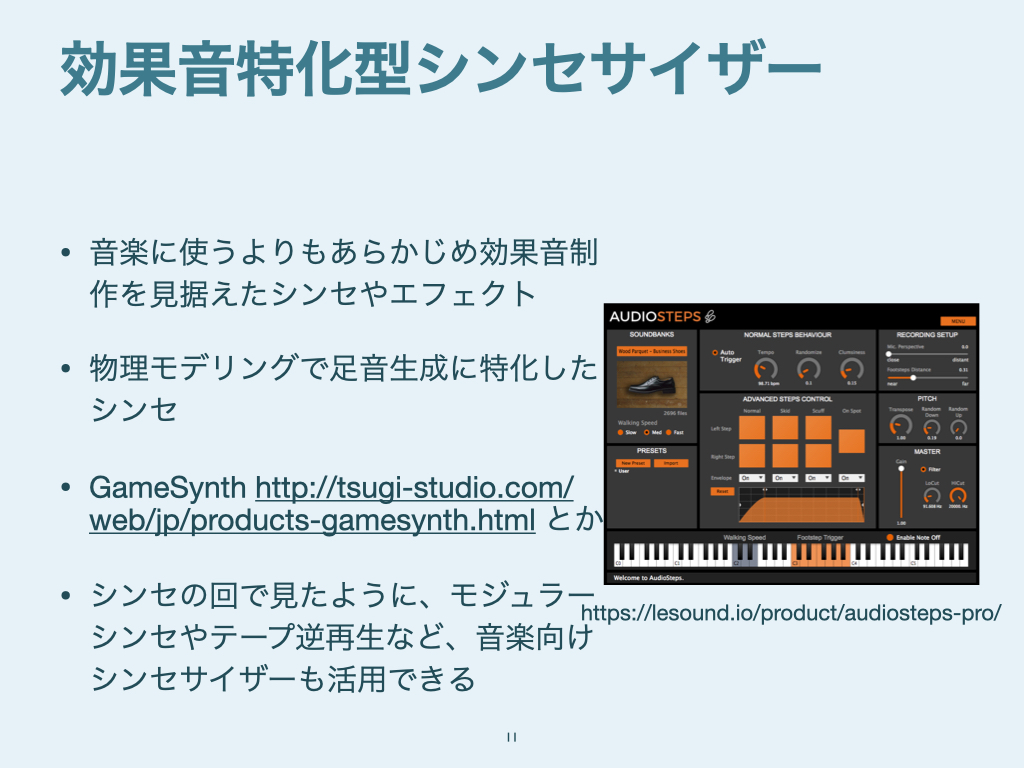 効果音特化型シンセサイザー
• 音楽に使うよりもあらかじめ効果音制
作を見据えたシンセやエフェクト
• 物理モデリングで足音生成に特化した
シンセ
• GameSynth http://tsugi-studio.com/
web/jp/products-gamesynth.html とか
• シンセの回で見たように、モジュラー
シンセやテープ逆再生など、音楽向け
シンセサイザーも活用できる
AUDIOSTEPS
MENU
SOUNDBANKS
Wood Parquet - Business Shoes
2696 files
Walking Speed
Slow Med Fast
PRESETS
New Preset Import
User
NORMAL STEPS BEHAVIOUR
Auto
Trigger
Tempo Randomize Clumsiness
96.71 bpm 0.1 0.13
ADVANCED STEPS CONTROL
Normal Skid Scuff On Spot
Left Step
Right Step
Envelope On On On On
Reset
RECORDING SETUP
Mic. Perspective 0.0
close distant
Footsteps Distance 0.31
near far
PITCH
Transpose Random Down Random Up
1.00 0.19 0.0
MASTER
Gain
Filter
LoCut HiCut
91.608 Hz 20000. Hz
1.00
Walking Speed Footstep Trigger Enable Note Off
C0 C1 C2 C3 C4 C5
Welcome to AudioSteps.
https://lesound.io/product/audiosteps-pro/
11